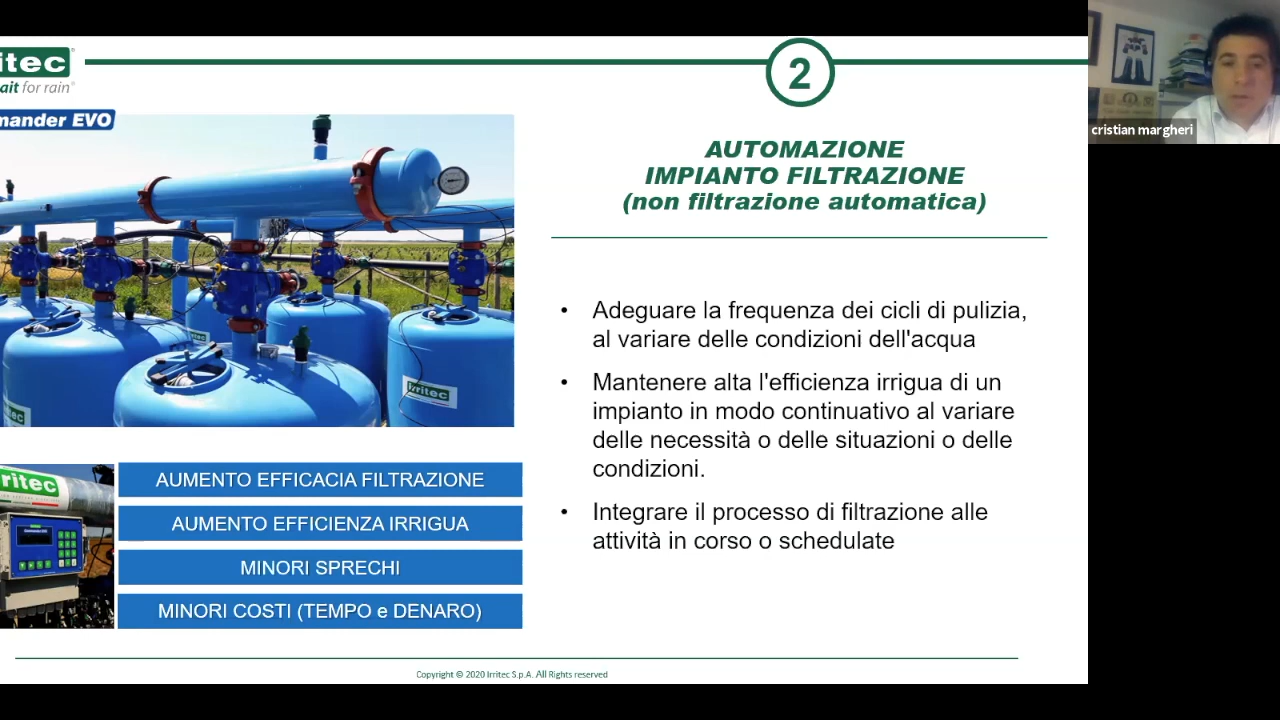 itec
ait for rain
mander EVO
2
AUTOMAZIONE
IMPIANTO FILTRAZIONE
(non filtrazione automatica)
• Adeguare la frequenza dei cicli di pulizia,
al variare delle condizioni dell'acqua
• Mantenere alta l'efficienza irrigua di un
impianto in modo continuativo al variare
delle necessità o delle situazioni o delle
condizioni.
• Integrare il processo di filtrazione alle
attività in corso o schedulate
irritec
rritec
AUMENTO EFFICACIA FILTRAZIONE
AUMENTO EFFICIENZA IRRIGUA
MINORI SPRECHI
MINORI COSTI (TEMPO e DENARO)
Copyright © 2020 Irritec S.p.A. All Rights reserved
cristian margheri